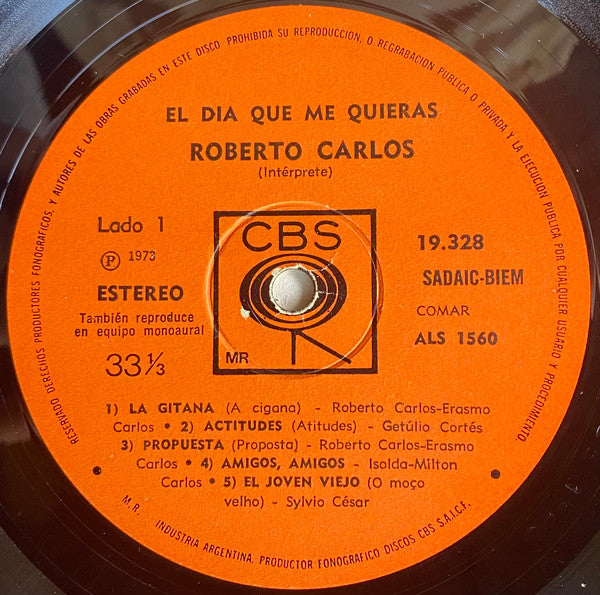 RESERVADO DERECHOS PRODUCTORES FONOGRAFICOS, Y AUTORES DE LAS OBRAS GRABADAS EN ESTE DISCO PROHIBIDA SU REPRODUCCION, O REGRABACION PUBLICA O PRIVADA Y LA EJECUCION PUBLICA POR CUALQUIER USUARIO Y PROCEDIMIENTO.
EL DIA QUE ME QUIERAS
ROBERTO CARLOS
(Intérprete)
Lado 1
℗ 1973
ESTEREO
También reproduce
en equipo monoaural
33⅓
CBS
MR
19.328
SADAIC-BIEM
COMAR
ALS 1560
1) LA GITANA (A cigana) - Roberto Carlos-Erasmo
Carlos • 2) ACTITUDES (Atitudes) - Getúlio Cortés
3) PROPUESTA (Proposta) - Roberto Carlos-Erasmo
Carlos • 4) AMIGOS, AMIGOS - Isolda-Milton
Carlos • 5) EL JOVEN VIEJO (O moço
velho) - Sylvio César
M. R. INDUSTRIA ARGENTINA. PRODUCTOR FONOGRAFICO DISCOS CBS S.A.I.C.F.